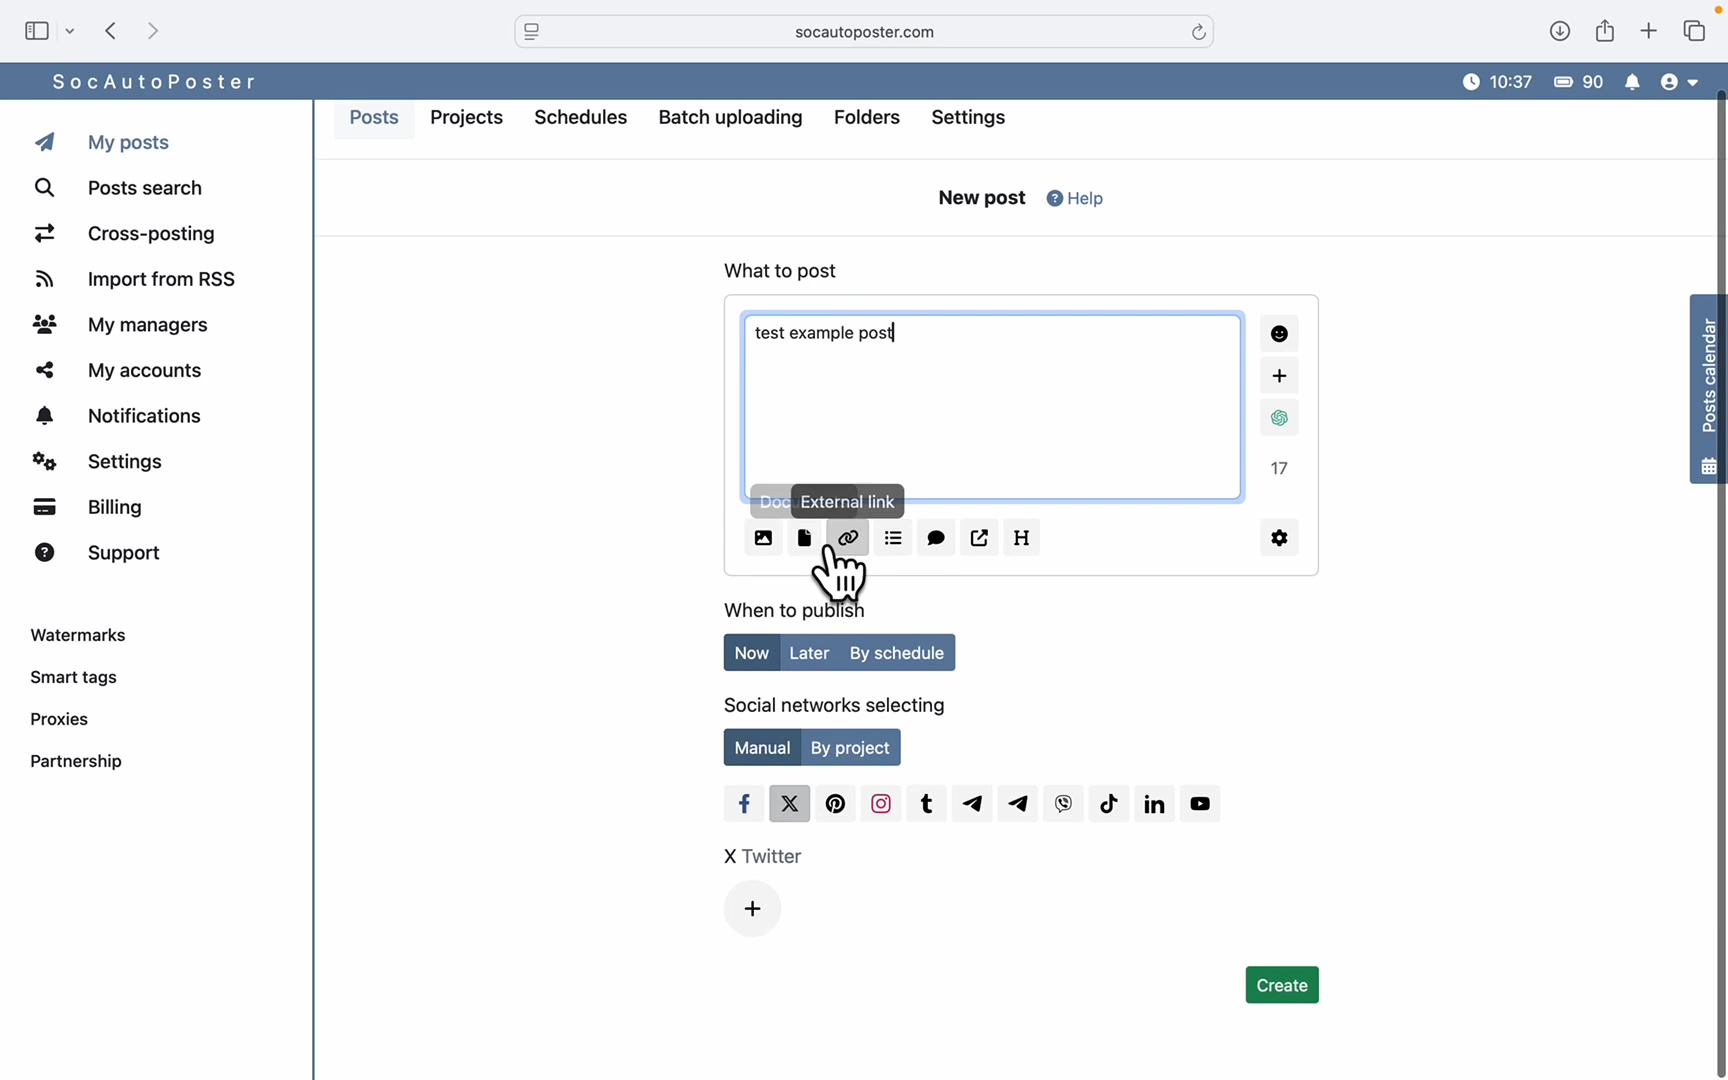 socautoposter.com
SocAutoPoster
10:37
90
My posts
Posts search
Cross-posting
Import from RSS
My managers
My accounts
Notifications
Settings
Billing
Support
Watermarks
Smart tags
Proxies
Partnership
Posts Projects Schedules Batch uploading Folders Settings
New post Help
What to post
test example post
17
Doc External link
H
When to publish
Now Later By schedule
Social networks selecting
Manual By project
X Twitter
Create
Posts calendar